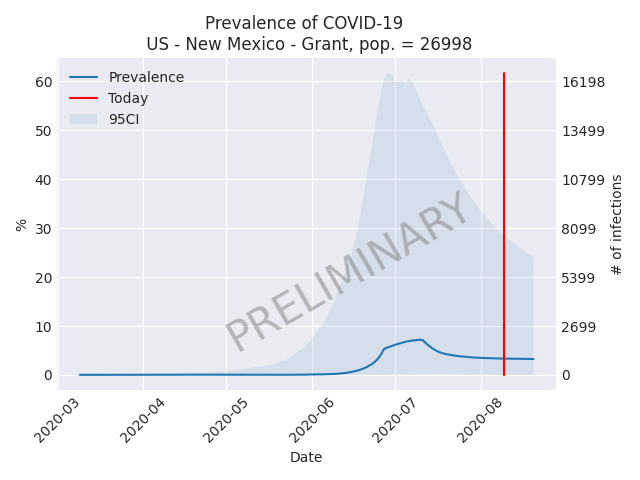 Prevalence of COVID-19
US - New Mexico - Grant, pop. = 26998
Prevalence
Today
95CI
60
50
40
30
20
10
0
%
16198
13499
10799
8099
5399
2699
0
# of infections
PRELIMINARY
2020-03
2020-04
2020-05
2020-06
2020-07
2020-08
Date